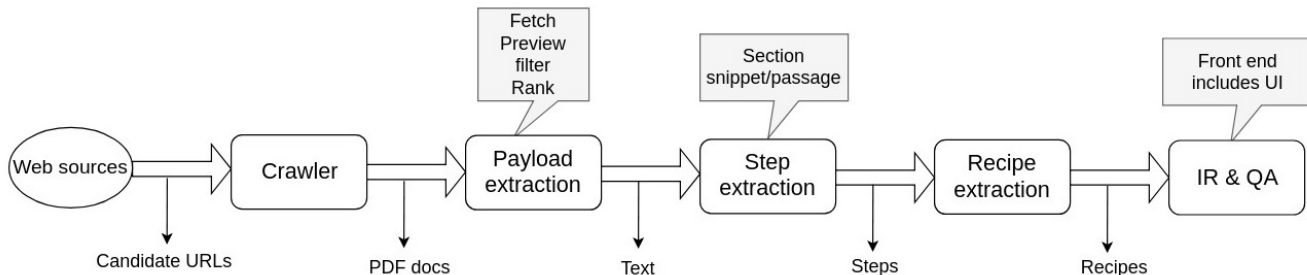 Fetch
Preview
filter
Rank
Section
snippet/passage
Front end
includes UI
Web sources
Crawler
Payload
extraction
Step
extraction
Recipe
extraction
IR & QA
Candidate URLs
PDF docs
Text
Steps
Recipes